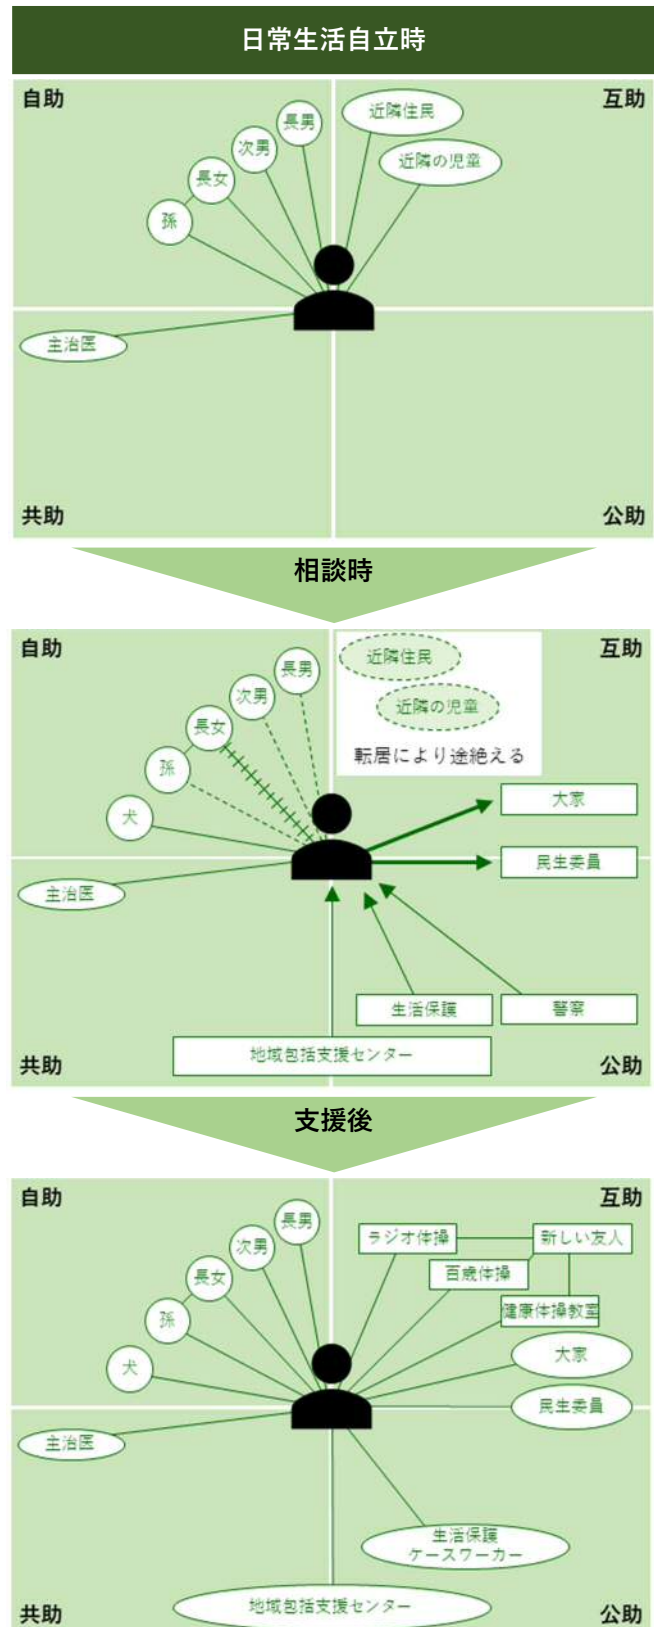 日常生活自立時
自助
互助
長男
近隣住民
次男
近隣の児童
長女
孫
主治医
共助
公助
相談時
自助
互助
長男
近隣住民
次男
近隣の児童
長女
転居により途絶える
孫
犬
大家
民生委員
主治医
生活保護
警察
地域包括支援センター
共助
公助
支援後
自助
互助
長男
ラジオ体操
新しい友人
次男
百歳体操
長女
健康体操教室
孫
大家
犬
民生委員
主治医
生活保護
ケースワーカー
地域包括支援センター
共助
公助